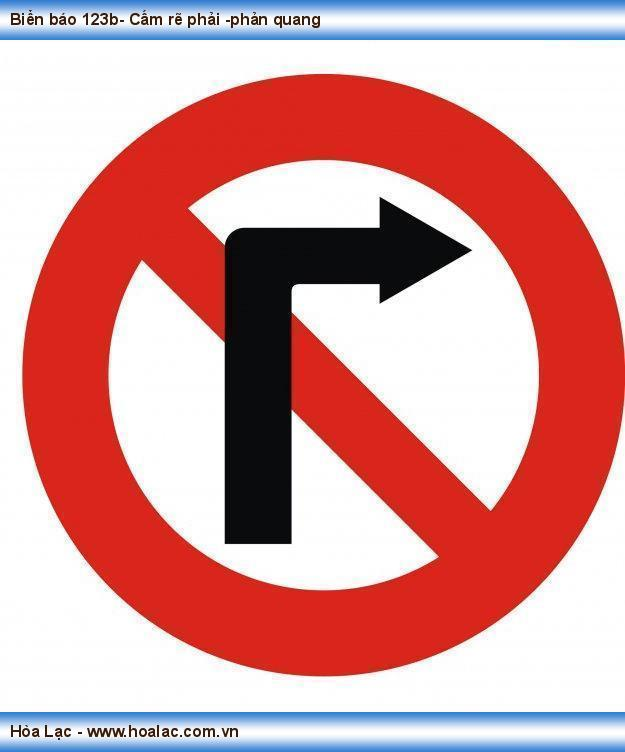 Biển báo 123b- Cấm rẽ phải -phản quang
Hòa Lạc - www.hoalac.com.vn